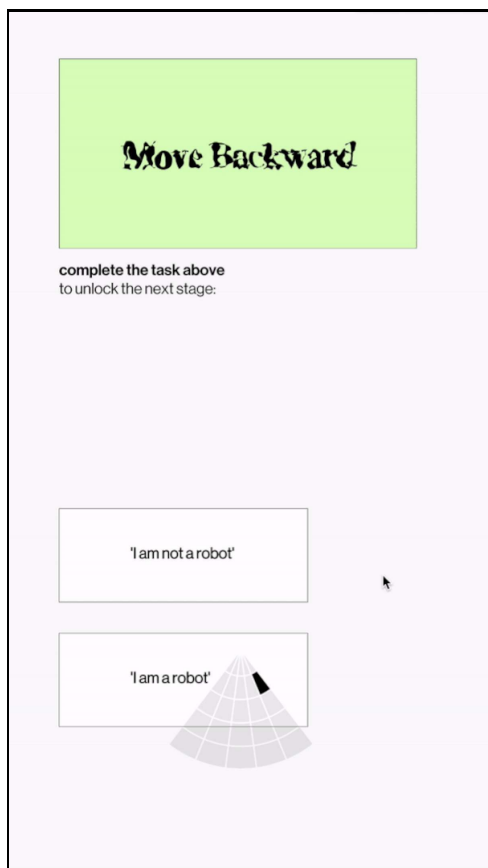 Move Backward
complete the task above
to unlock the next stage:
'I am not a robot'
'I am a robot'